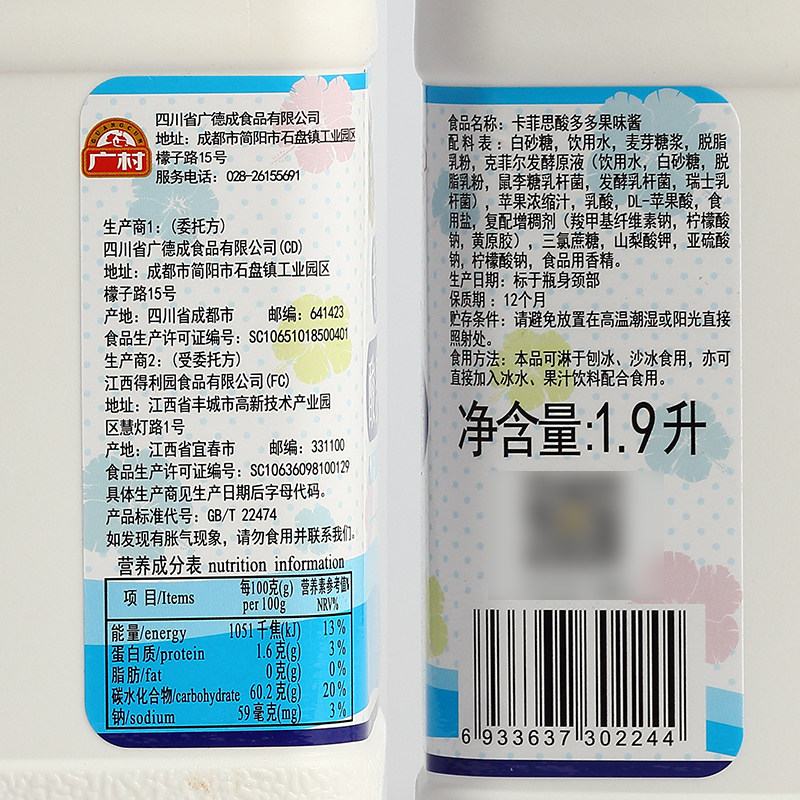 GUANGCUN
广村
四川省广德成食品有限公司
地址：成都市简阳市石盘镇工业园区
檬子路15号
服务电话：028-26155691
生产商1：(委托方)
四川省广德成食品有限公司(CD)
地址：成都市简阳市石盘镇工业园区
檬子路15号
产地：四川省成都市 邮编：641423
食品生产许可证编号：SC10651018500401
生产商2：(受委托方)
江西得利园食品有限公司(FC)
地址：江西省丰城市高新技术产业园
区慧灯路1号
产地：江西省宜春市 邮编：331100
食品生产许可证编号：SC10636098100129
具体生产商见生产日期后字母代码。
产品标准代号：GB/T 22474
如发现有胀气现象，请勿食用并联系我们。
营养成分表 nutrition information
项 目/Items 每100克(g) per 100g 营养素参考值% NRV%
能量/energy 1051千焦(kJ) 13%
蛋白质/protein 1.6克(g) 3%
脂肪/fat 0克(g) 0%
碳水化合物/carbohydrate 60.2克(g) 20%
钠/sodium 59毫克(mg) 3%
食品名称：卡菲思酸多多果味酱
配料表：白砂糖，饮用水，麦芽糖浆，脱脂
乳粉，克菲尔发酵原液（饮用水，白砂糖，脱
脂乳粉，鼠李糖乳杆菌，发酵乳杆菌，瑞士乳
杆菌），苹果浓缩汁，乳酸，DL-苹果酸，食
用盐，复配增稠剂（羧甲基纤维素钠，柠檬酸
钠，黄原胶），三氯蔗糖，山梨酸钾，亚硫酸
钠，柠檬酸钠，食品用香精。
生产日期：标于瓶身颈部
保质期：12个月
贮存条件：请避免放置在高温潮湿或阳光直接
照射处。
食用方法：本品可淋于刨冰、沙冰食用，亦可
直接加入冰水、果汁饮料配合食用。
净含量:1.9升
6 933637 302244